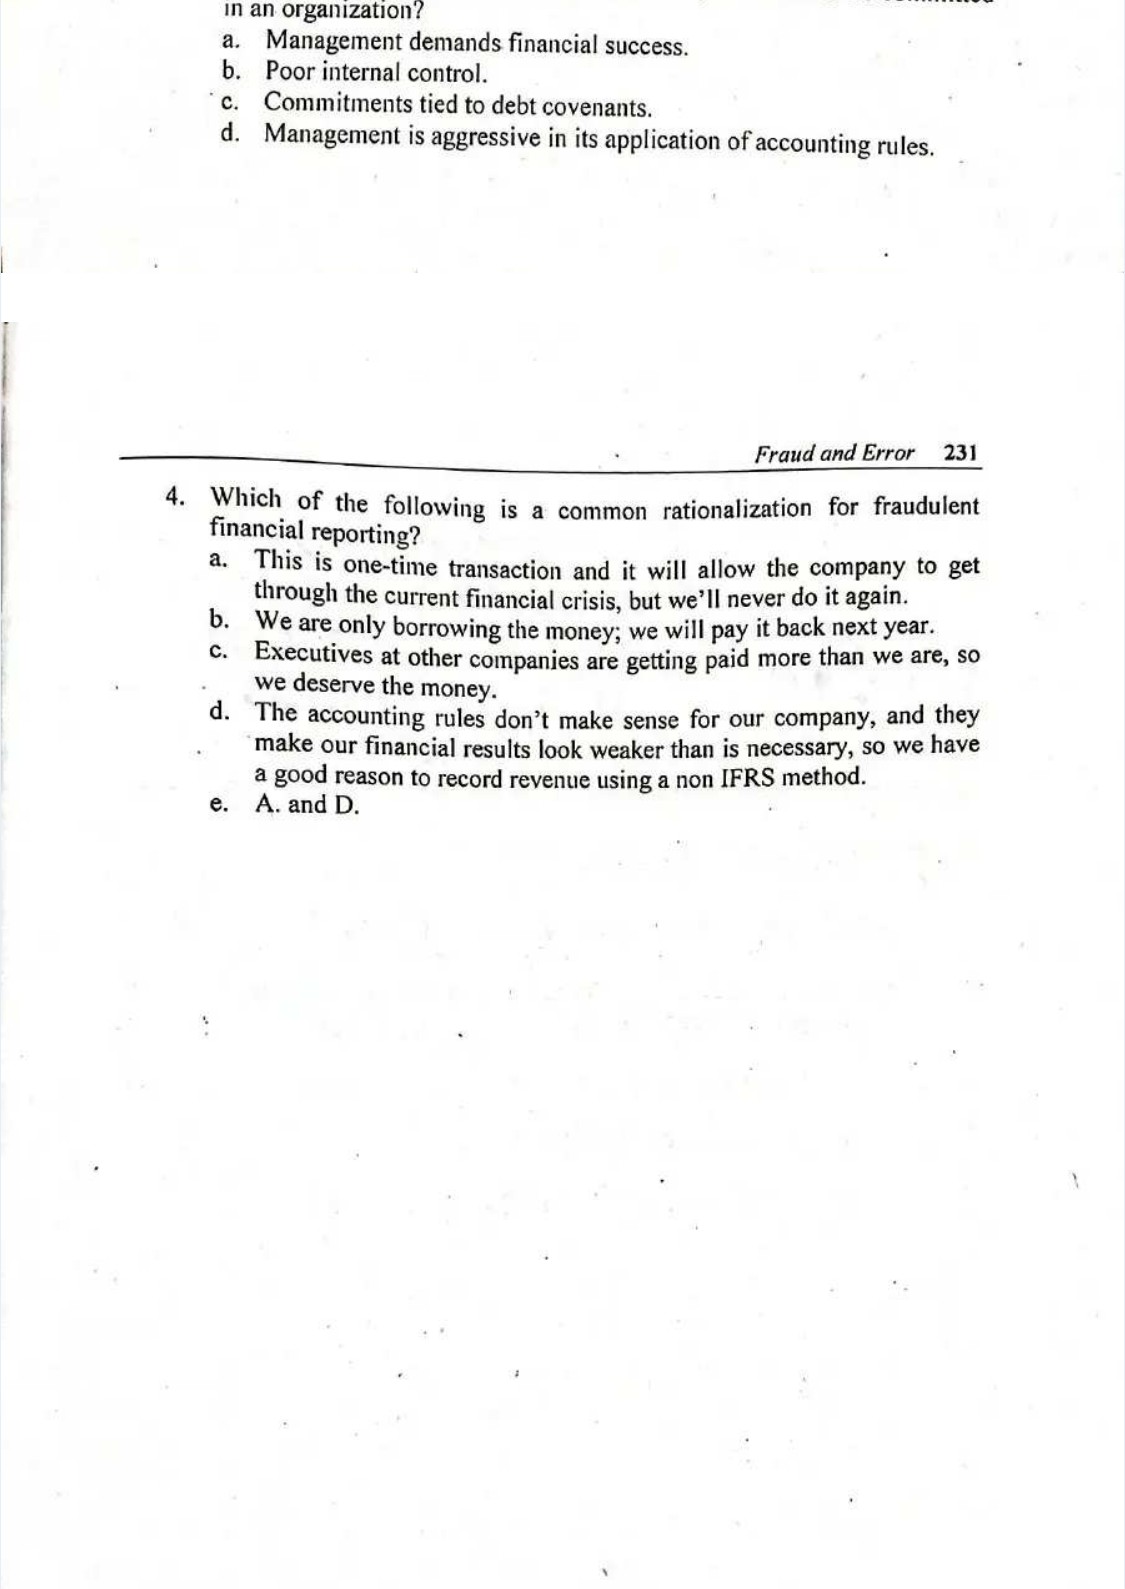 in an organization?
a. Management demands financial success.
b. Poor internal control.
c. Commitments tied to debt covenants.
d. Management is aggressive in its application of accounting rules.
Fraud and Error 231
4. Which of the following is a common rationalization for fraudulent
financial reporting?
a. This is one-time transaction and it will allow the company to get
through the current financial crisis, but we'll never do it again.
b. We are only borrowing the money; we will pay it back next year.
c. Executives at other companies are getting paid more than we are, so
we deserve the money.
d. The accounting rules don't make sense for our company, and they
make our financial results look weaker than is necessary, so we have
a good reason to record revenue using a non IFRS method.
e. A. and D.